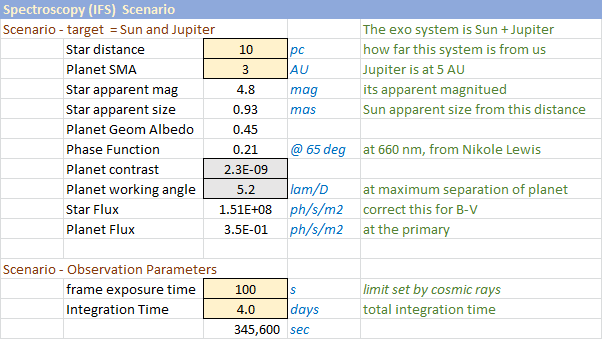 Spectroscopy (IFS) Scenario
Scenario - target = Sun and Jupiter The exo system is Sun + Jupiter
Star distance 10 pc how far this system is from us
Planet SMA 3 AU Jupiter is at 5 AU
Star apparent mag 4.8 mag its apparent magnitued
Star apparent size 0.93 mas Sun apparent size from this distance
Planet Geom Albedo 0.45
Phase Function 0.21 @ 65 deg at 660 nm, from Nikole Lewis
Planet contrast 2.3E-09
Planet working angle 5.2 lam/D at maximum separation of planet
Star Flux 1.51E+08 ph/s/m2 correct this for B-V
Planet Flux 3.5E-01 ph/s/m2 at the primary
Scenario - Observation Parameters
frame exposure time 100 s limit set by cosmic rays
Integration Time 4.0 days total integration time
345,600 sec